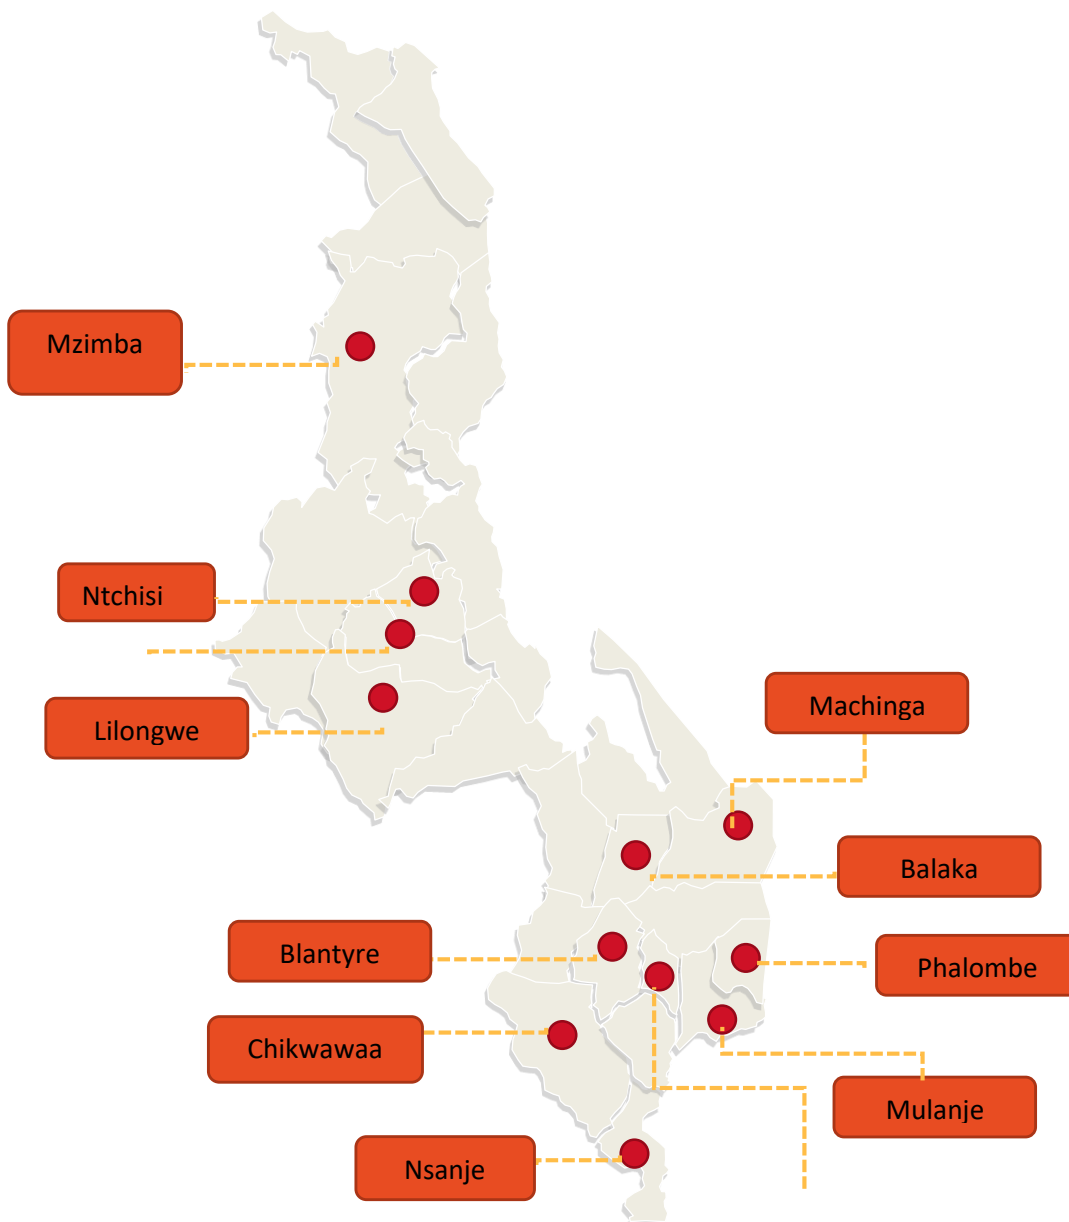 Mzimba
Ntchisi
Lilongwe
Machinga
Balaka
Blantyre
Phalombe
Chikwawaa
Mulanje
Nsanje